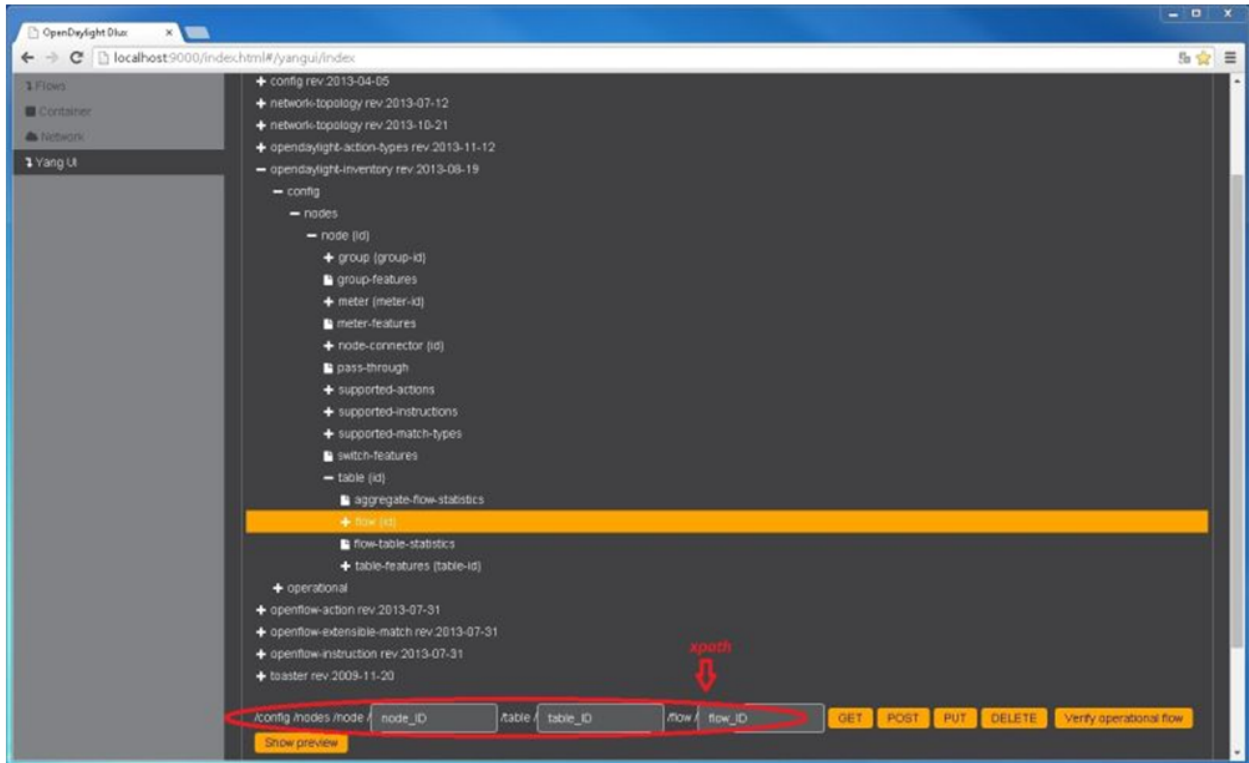 OpenDaylight Dlux
localhost:9000/index.html#/yangui/index
Flows
Container
Network
Yang UI
config rev.2013-04-05
network-topology rev.2013-07-12
network-topology rev.2013-10-21
opendaylight-action-types rev.2013-11-12
opendaylight-inventory rev.2013-08-19
config
nodes
node (id)
group (group-id)
group-features
meter (meter-id)
meter-features
node-connector (id)
pass-through
supported-actions
supported-instructions
supported-match-types
switch-features
table (id)
aggregate-flow-statistics
flow (id)
flow-table-statistics
table-features (table-id)
operational
openflow-action rev.2013-07-31
openflow-extensible-match rev.2013-07-31
openflow-instruction rev.2013-07-31
toaster rev.2009-11-20
xpath
/config /nodes /node / node_ID /table / table_ID /flow / flow_ID GET POST PUT DELETE Verify operational flow
Show preview